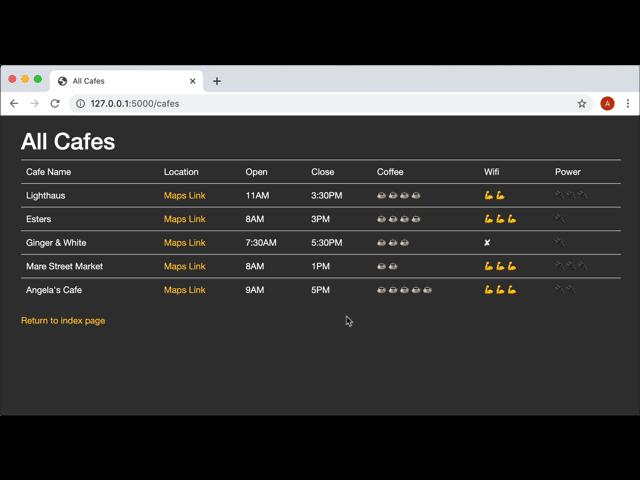 All Cafes
127.0.0.1:5000/cafes
A
All Cafes
Cafe Name Location Open Close Coffee Wifi Power
Lighthaus Maps Link 11AM 3:30PM ☕☕☕☕ 💪💪 🔌🔌🔌
Esters Maps Link 8AM 3PM ☕☕☕☕ 💪💪💪 🔌
Ginger & White Maps Link 7:30AM 5:30PM ☕☕☕ ✘ 🔌
Mare Street Market Maps Link 8AM 1PM ☕☕ 💪💪💪 🔌🔌🔌
Angela's Cafe Maps Link 9AM 5PM ☕☕☕☕☕ 💪💪💪 🔌🔌
Return to index page